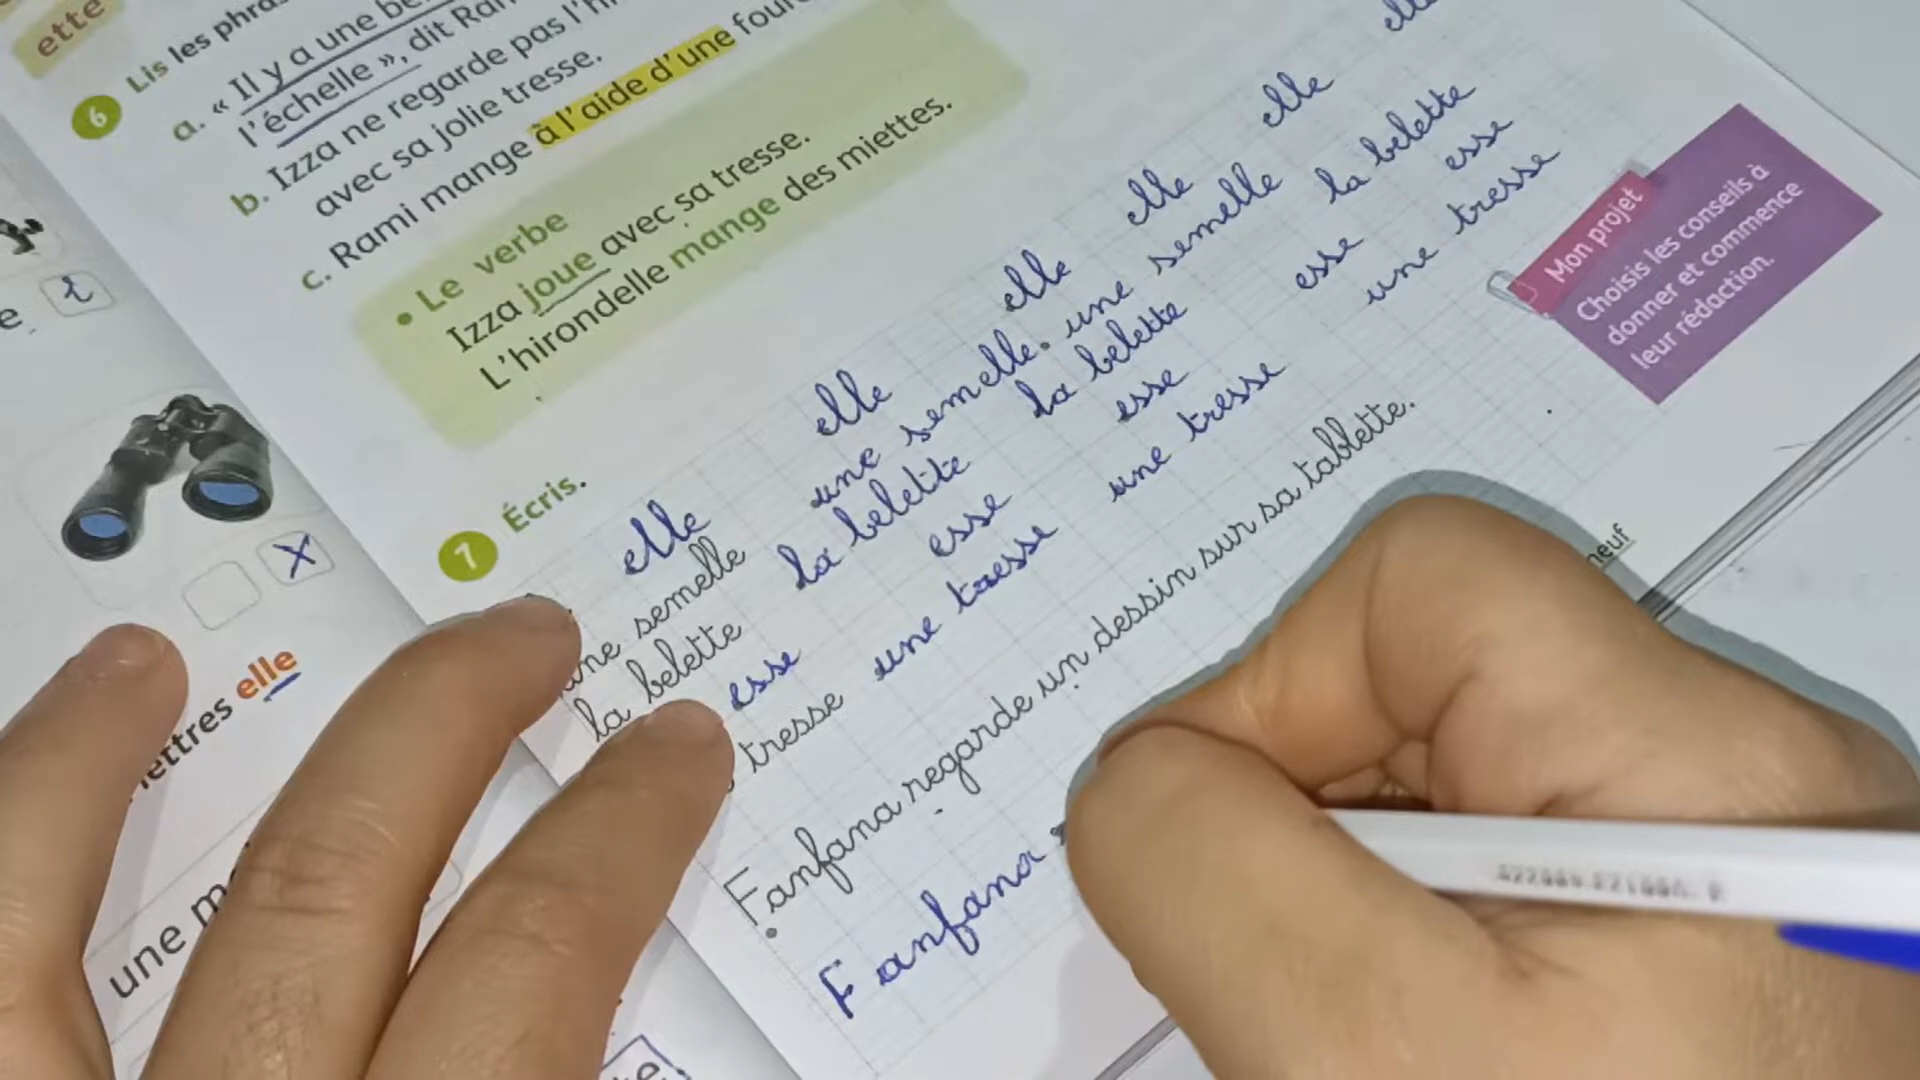 ette
6 Lis les phra
a. « Il y a une be
l'échelle », dit Ra
b. Izza ne regarde pas l'hi
avec sa jolie tresse.
c. Rami mange à l'aide d'une four
• Le verbe
Izza joue avec sa tresse.
L'hirondelle mange des miettes.
7 Écris.
elle elle elle elle elle elle
une semelle une semelle. une semelle
la belette la belette la belette la belette
esse esse esse esse esse
tresse une tresse une tresse une tresse
Fanfana regarde un dessin sur sa tablette.
Fanfana
Mon projet
Choisis les conseils à
donner et commence
leur rédaction.
neuf
e
X
lettres elle
une m